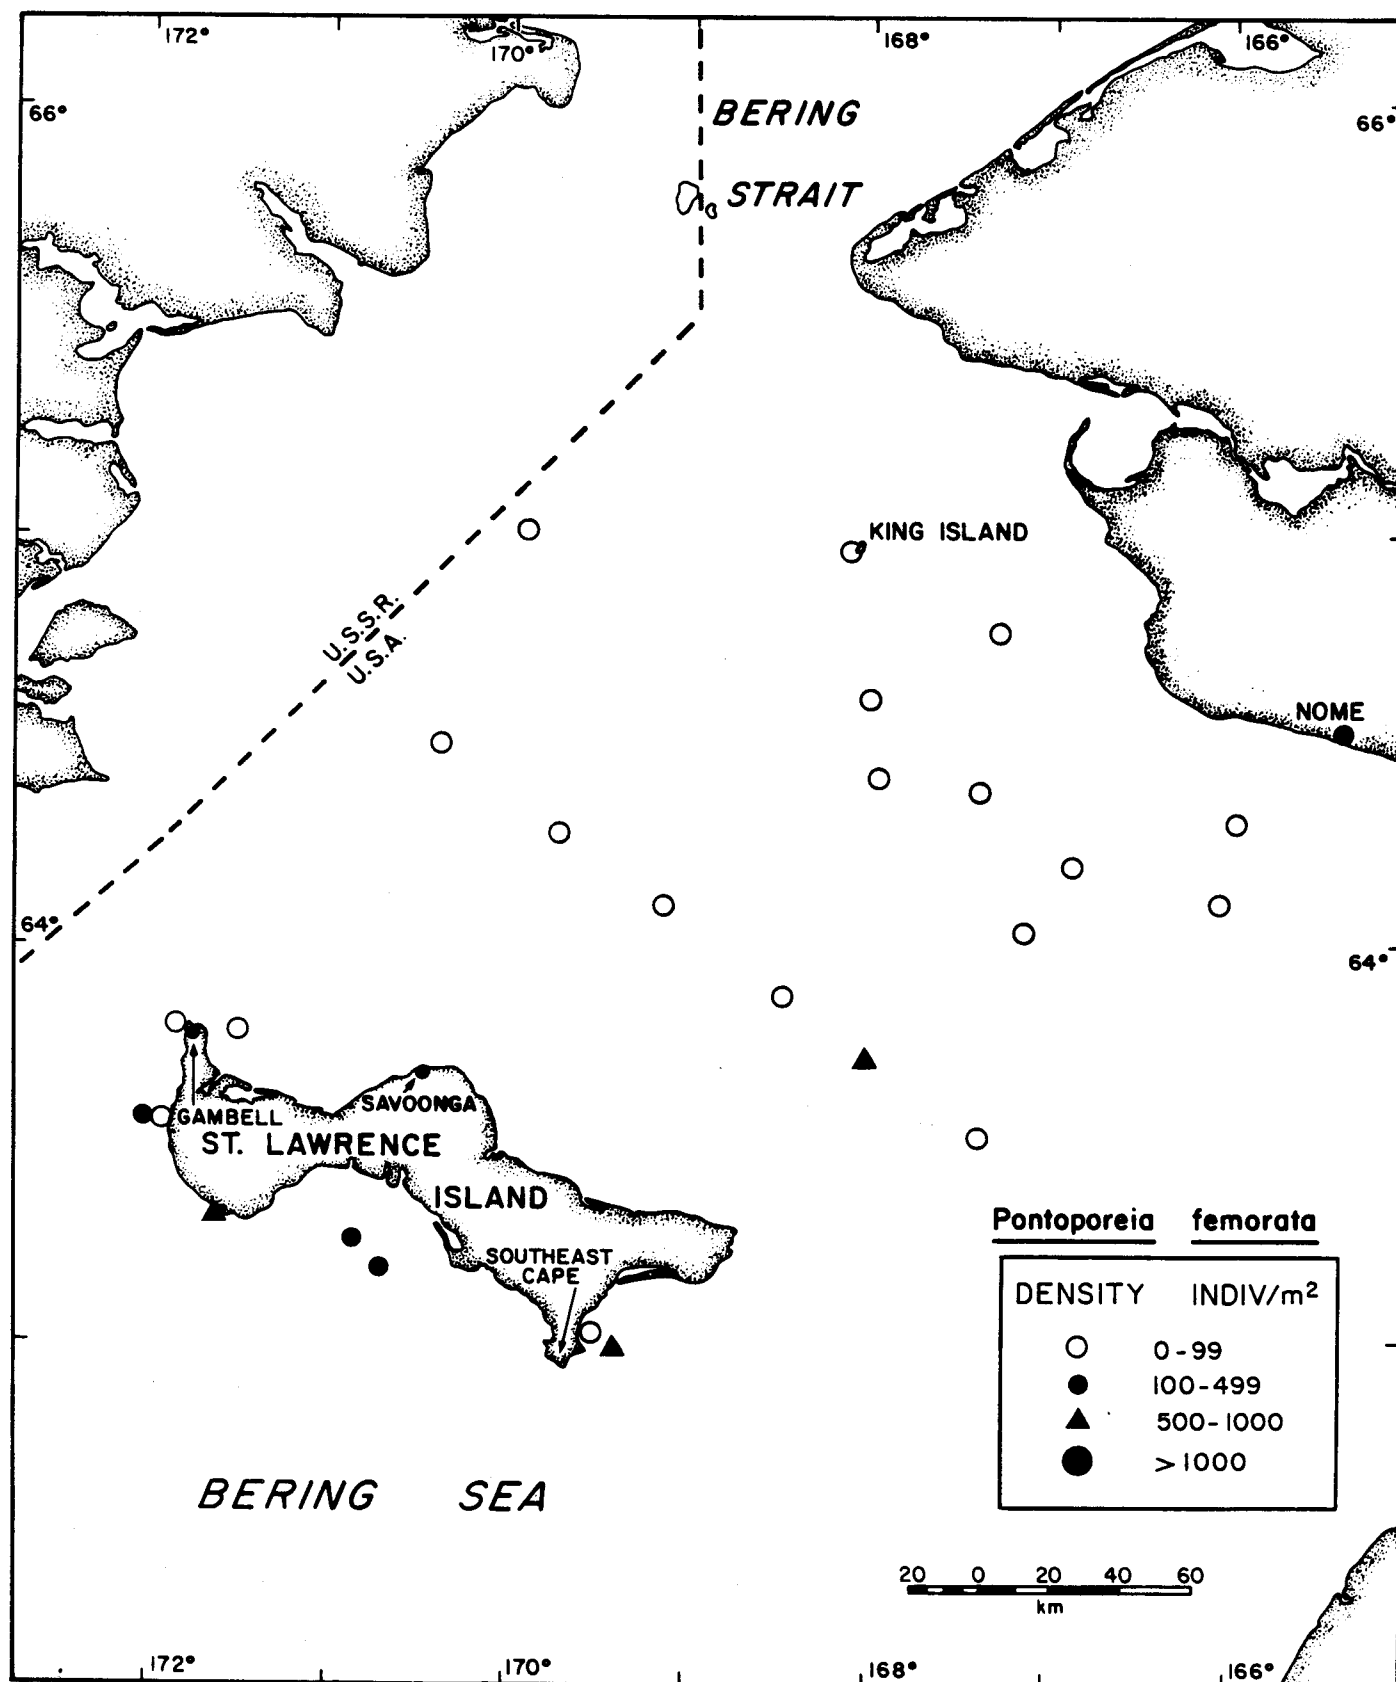 172°
170°
168°
166°
66°
66°
BERING
STRAIT
KING ISLAND
U.S.S.R.
U.S.A.
NOME
64°
64°
GAMBELL
SAVOONGA
ST. LAWRENCE
ISLAND
SOUTHEAST
CAPE
Pontoporeia femorata
DENSITY INDIV/m²
0-99
100-499
500-1000
>1000
BERING SEA
20 0 20 40 60
km
172°
170°
168°
166°